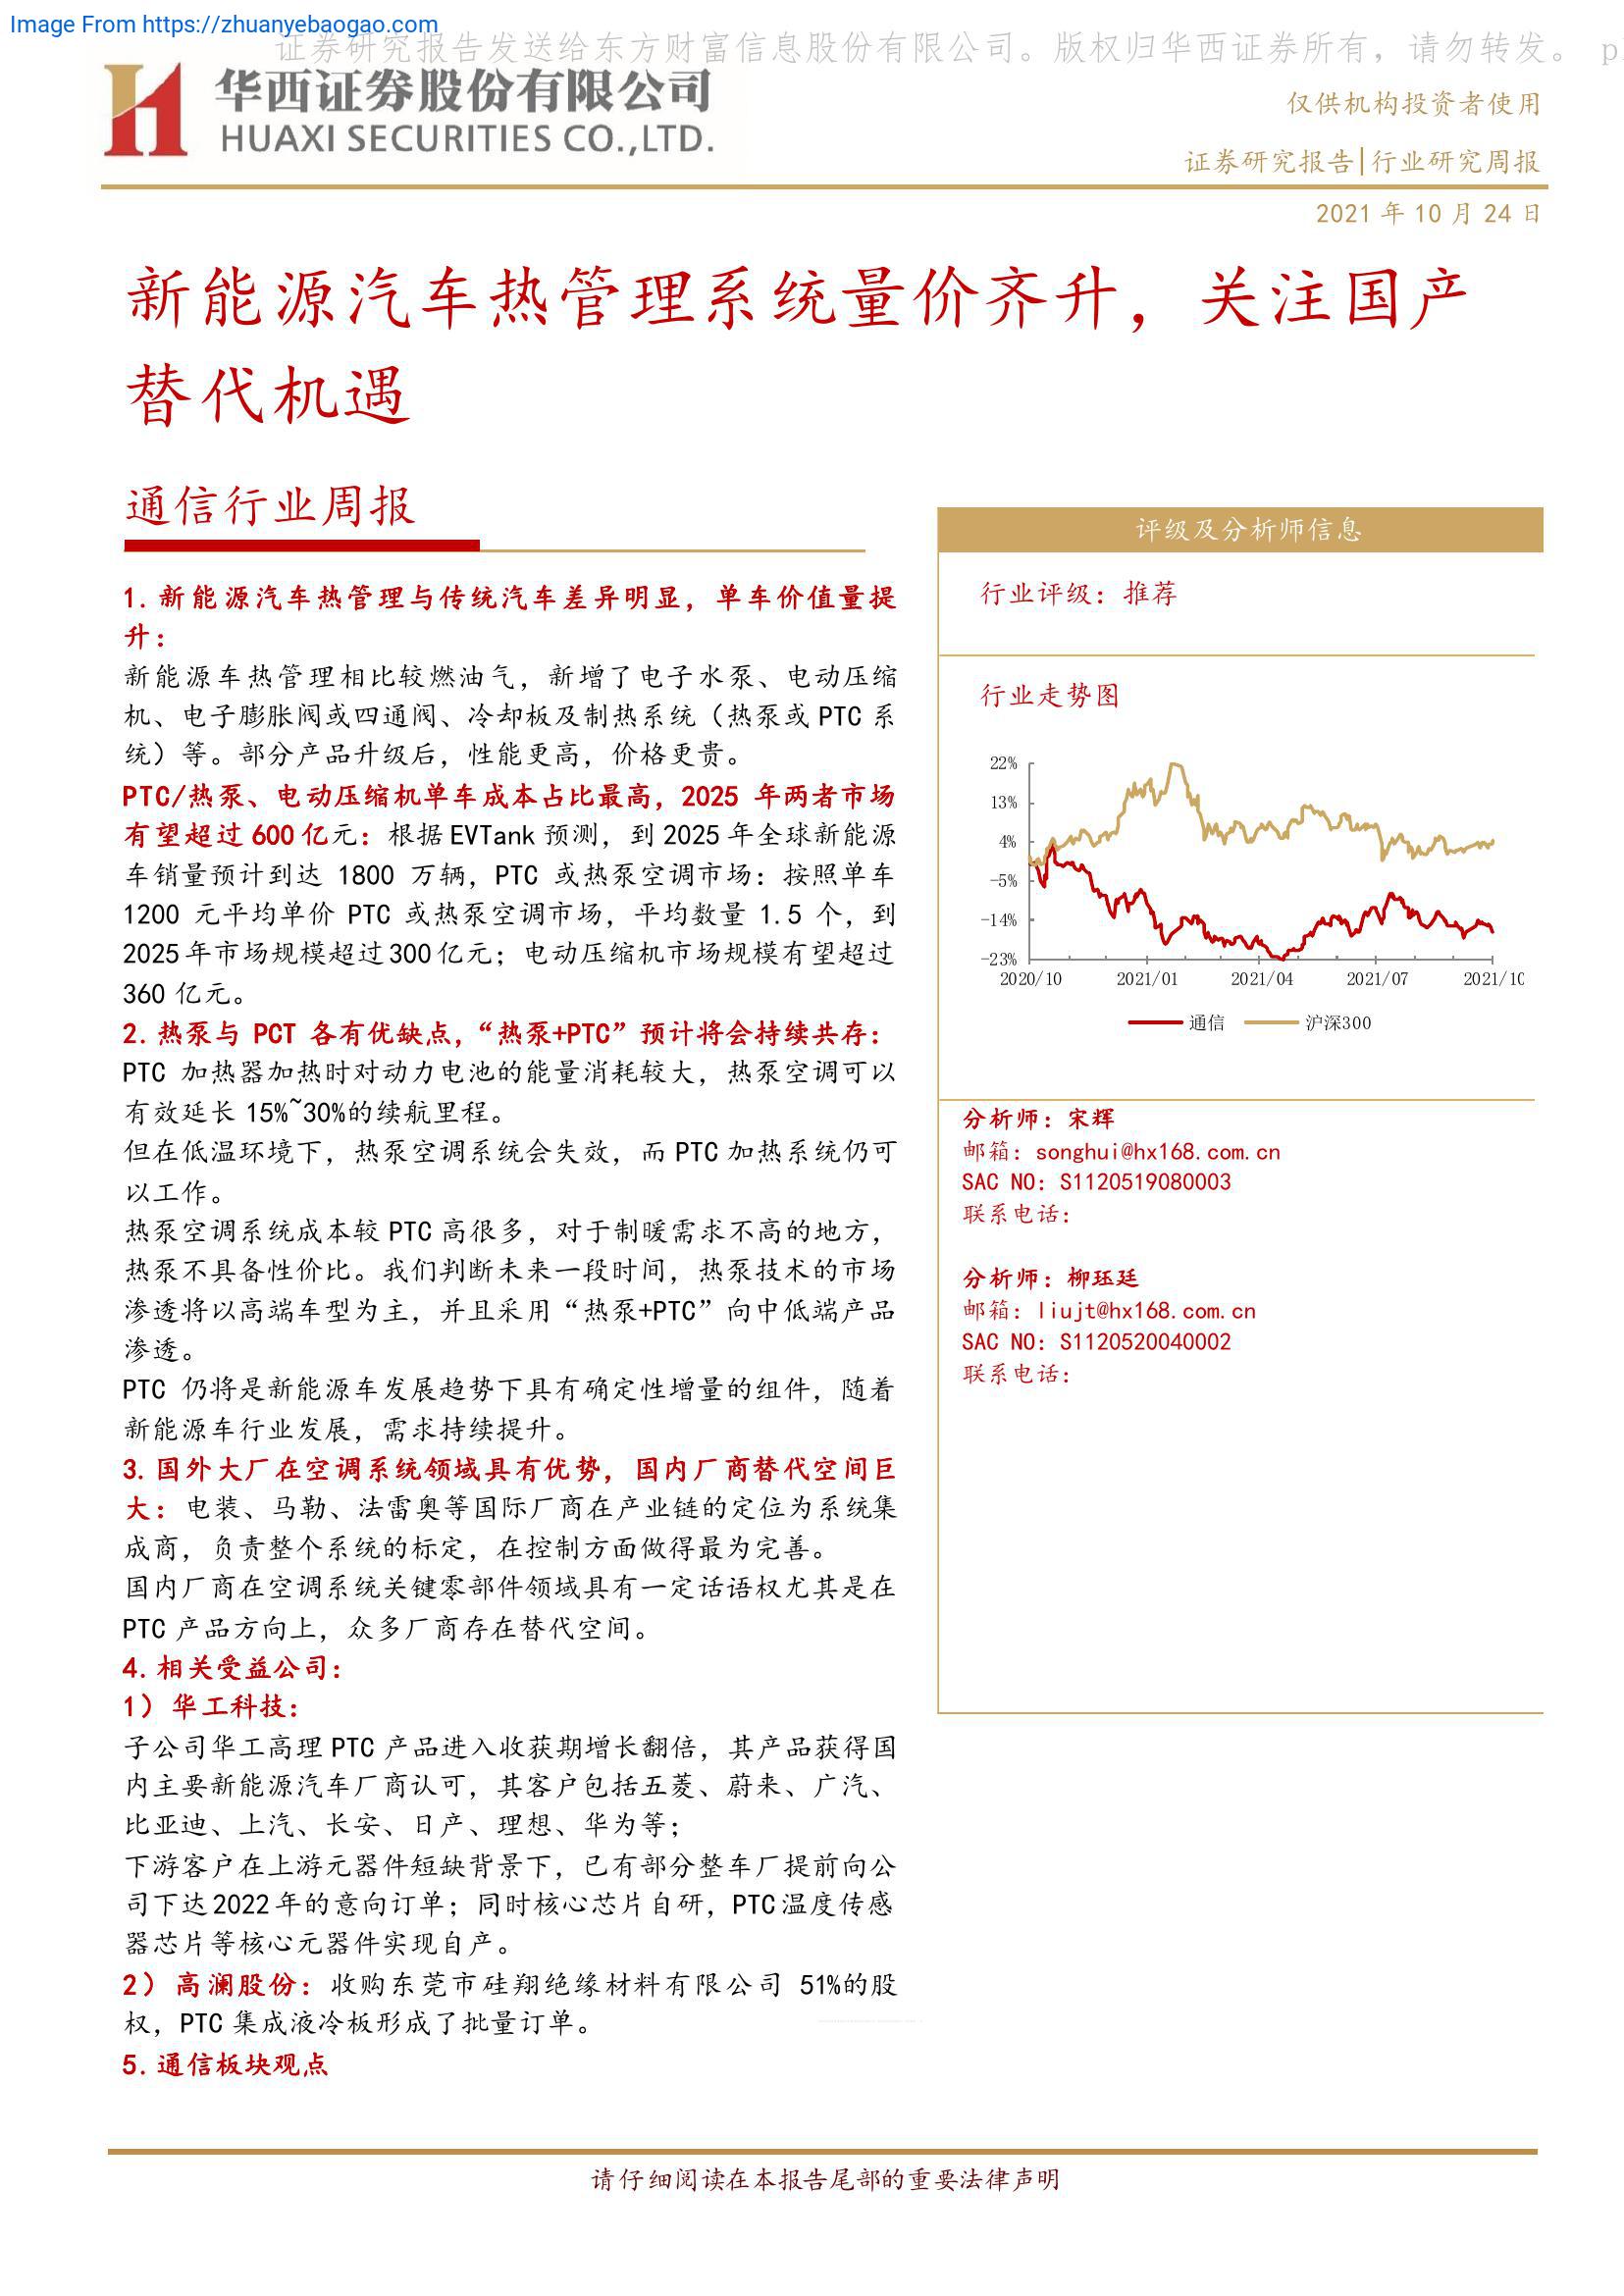 Image From https://zhuanyebaogao.com
证券研究报告发送给东方财富信息股份有限公司。版权归华西证券所有，请勿转发。 p
华西证券股份有限公司
HUAXI SECURITIES CO.,LTD.
仅供机构投资者使用
证券研究报告|行业研究周报
2021 年 10 月 24 日
新能源汽车热管理系统量价齐升，关注国产
替代机遇
通信行业周报
1.新能源汽车热管理与传统汽车差异明显，单车价值量提
升：
新能源车热管理相比较燃油气，新增了电子水泵、电动压缩
机、电子膨胀阀或四通阀、冷却板及制热系统（热泵或 PTC 系
统）等。部分产品升级后，性能更高，价格更贵。
PTC/热泵、电动压缩机单车成本占比最高，2025 年两者市场
有望超过 600 亿元：根据 EVTank 预测，到 2025 年全球新能源
车销量预计到达 1800 万辆，PTC 或热泵空调市场：按照单车
1200 元平均单价 PTC 或热泵空调市场，平均数量 1.5 个，到
2025 年市场规模超过 300 亿元；电动压缩机市场规模有望超过
360 亿元。
2.热泵与 PCT 各有优缺点，“热泵+PTC”预计将会持续共存：
PTC 加热器加热时对动力电池的能量消耗较大，热泵空调可以
有效延长 15%~30%的续航里程。
但在低温环境下，热泵空调系统会失效，而 PTC 加热系统仍可
以工作。
热泵空调系统成本较 PTC 高很多，对于制暖需求不高的地方，
热泵不具备性价比。我们判断未来一段时间，热泵技术的市场
渗透将以高端车型为主，并且采用“热泵+PTC”向中低端产品
渗透。
PTC 仍将是新能源车发展趋势下具有确定性增量的组件，随着
新能源车行业发展，需求持续提升。
3.国外大厂在空调系统领域具有优势，国内厂商替代空间巨
大：电装、马勒、法雷奥等国际厂商在产业链的定位为系统集
成商，负责整个系统的标定，在控制方面做得最为完善。
国内厂商在空调系统关键零部件领域具有一定话语权尤其是在
PTC 产品方向上，众多厂商存在替代空间。
4.相关受益公司：
1）华工科技：
子公司华工高理 PTC 产品进入收获期增长翻倍，其产品获得国
内主要新能源汽车厂商认可，其客户包括五菱、蔚来、广汽、
比亚迪、上汽、长安、日产、理想、华为等；
下游客户在上游元器件短缺背景下，已有部分整车厂提前向公
司下达 2022 年的意向订单；同时核心芯片自研，PTC 温度传感
器芯片等核心元器件实现自产。
2）高澜股份：收购东莞市硅翔绝缘材料有限公司 51%的股
权，PTC 集成液冷板形成了批量订单。
5.通信板块观点
评级及分析师信息
行业评级：推荐
行业走势图
22%
13%
4%
-5%
-14%
-23%
2020/10 2021/01 2021/04 2021/07 2021/10
通信 沪深300
分析师：宋辉
邮箱：songhui@hx168.com.cn
SAC NO：S1120519080003
联系电话：
分析师：柳珏廷
邮箱：liujt@hx168.com.cn
SAC NO：S1120520040002
联系电话：
请仔细阅读在本报告尾部的重要法律声明